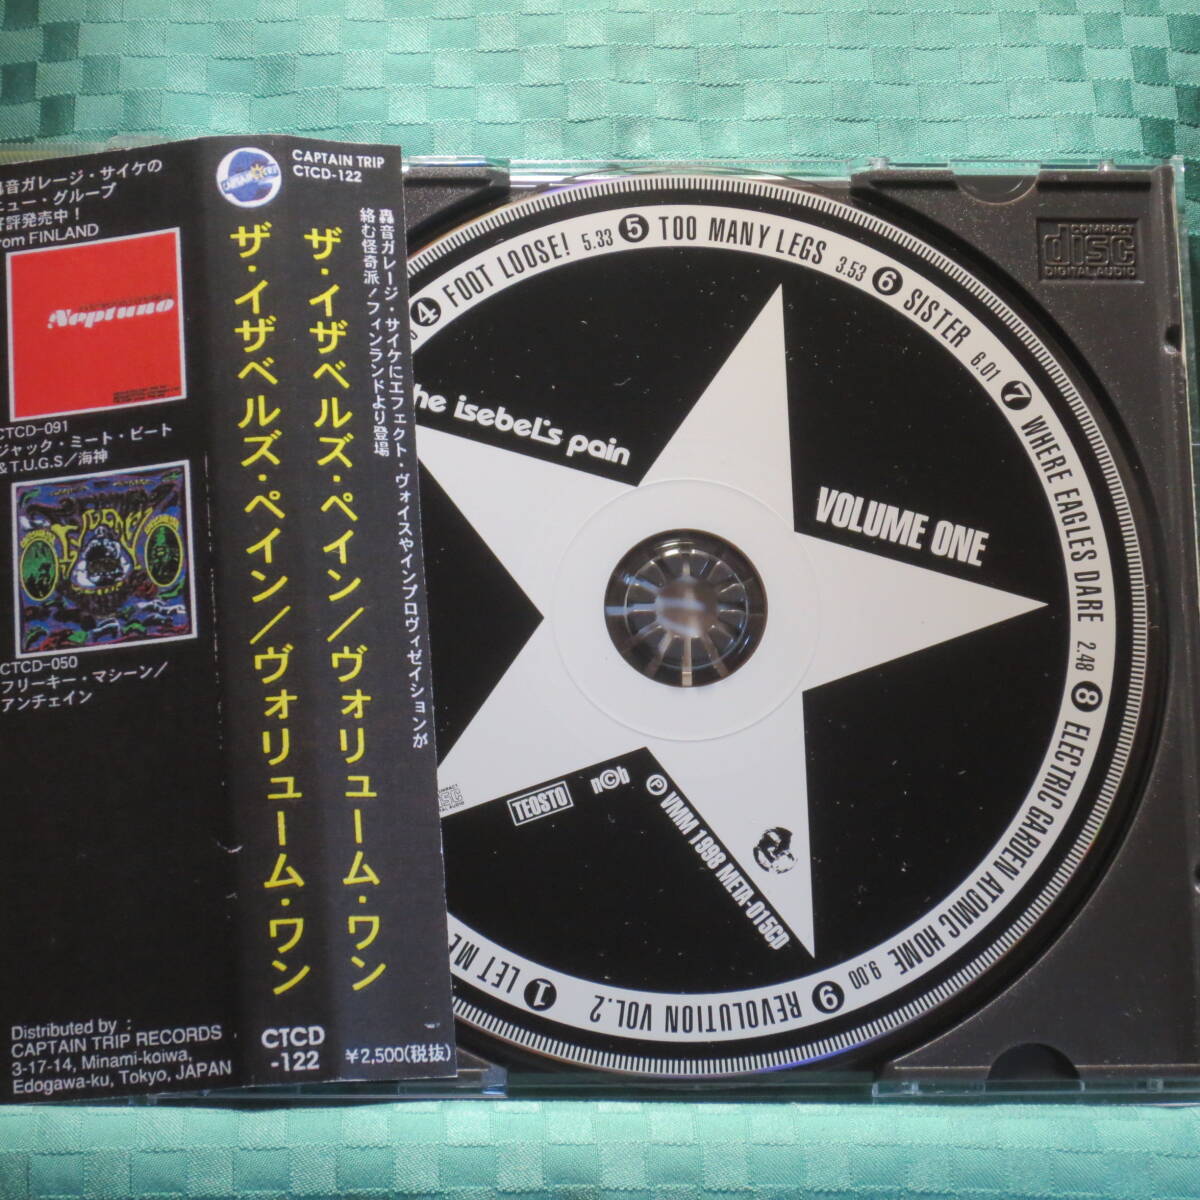 音ガレージ・サイケの
ニュー・グループ
好評発売中！
from FINLAND
Neptuno
CTCD-091
ジャック・ミート・ビート
& T.U.G.S／海神
CTCD-050
フリーキー・マシーン／
アンチェイン
Distributed by :
CAPTAIN TRIP RECORDS
3-17-14, Minami-koiwa,
Edogawa-ku, Tokyo, JAPAN
ザ・イザベルズ・ペイン／ヴォリューム・ワン
CTCD
-122
CAPTAIN TRIP
CTCD-122
轟音ガレージ・サイケにエフェクト・ヴォイスやインプロヴィゼイションが
絡む怪奇派！フィンランドより登場
ザ・イザベルズ・ペイン／ヴォリューム・ワン
¥2,500(税抜)
he isebel's pain
VOLUME ONE
1 LET ME
4 FOOT LOOSE! 5.33
5 TOO MANY LEGS 3.53
6 SISTER 6.01
7 WHERE EAGLES DARE 2.48
8 ELECTRIC GARDEN ATOMIC HOME 9.00
9 REVOLUTION VOL.2
TEOSTO
ncb
Ⓟ VMM 1998 META-015CD
COMPACT
disc
DIGITAL AUDIO